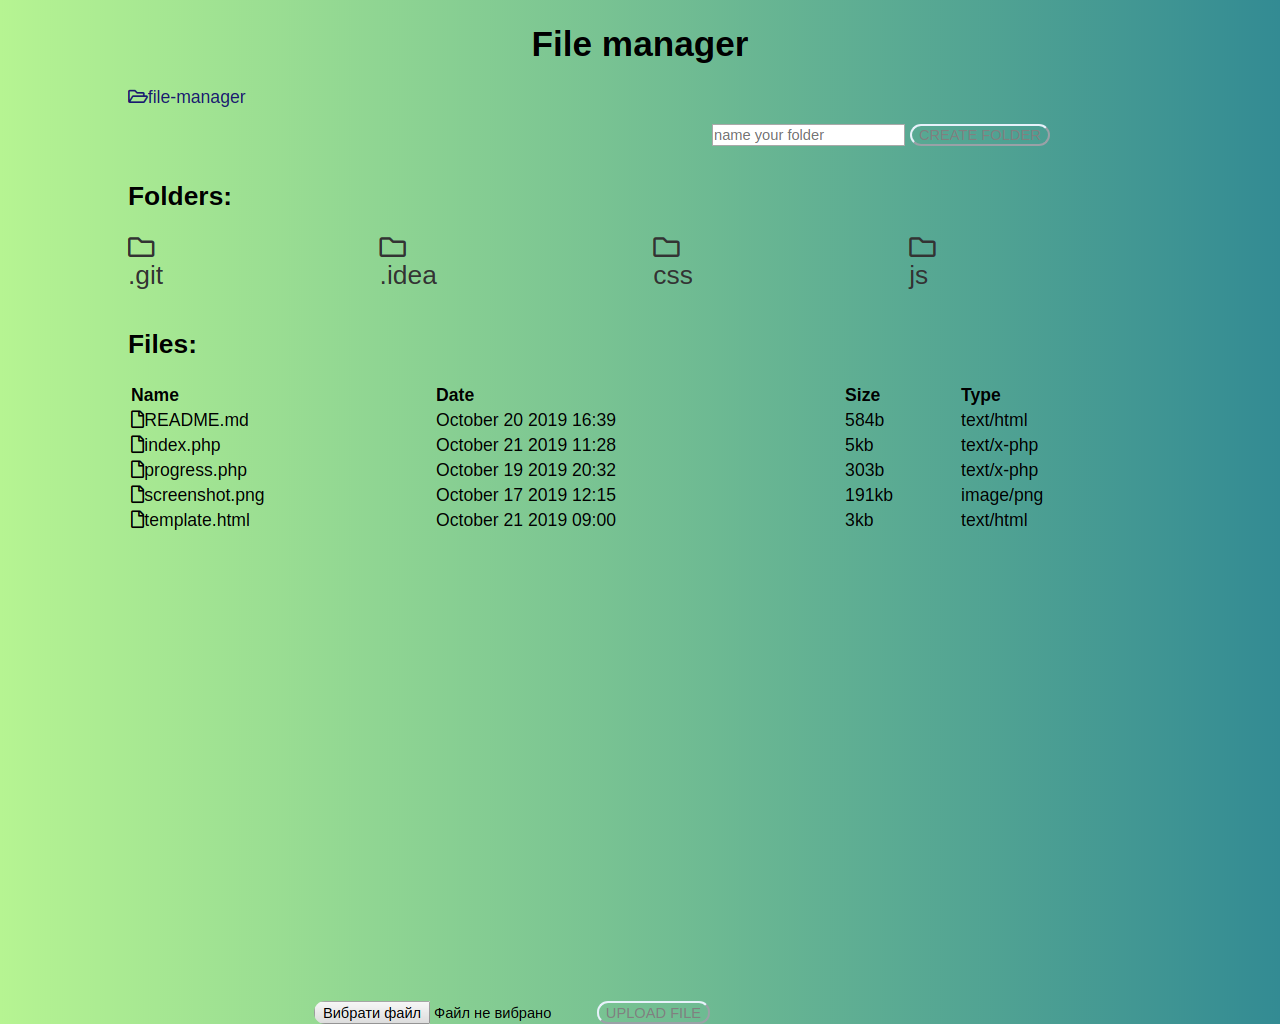 File manager
file-manager
name your folder CREATE FOLDER
Folders:
.git .idea css js
Files:
Name Date Size Type
README.md October 20 2019 16:39 584b text/html
index.php October 21 2019 11:28 5kb text/x-php
progress.php October 19 2019 20:32 303b text/x-php
screenshot.png October 17 2019 12:15 191kb image/png
template.html October 21 2019 09:00 3kb text/html
Вибрати файл Файл не вибрано UPLOAD FILE